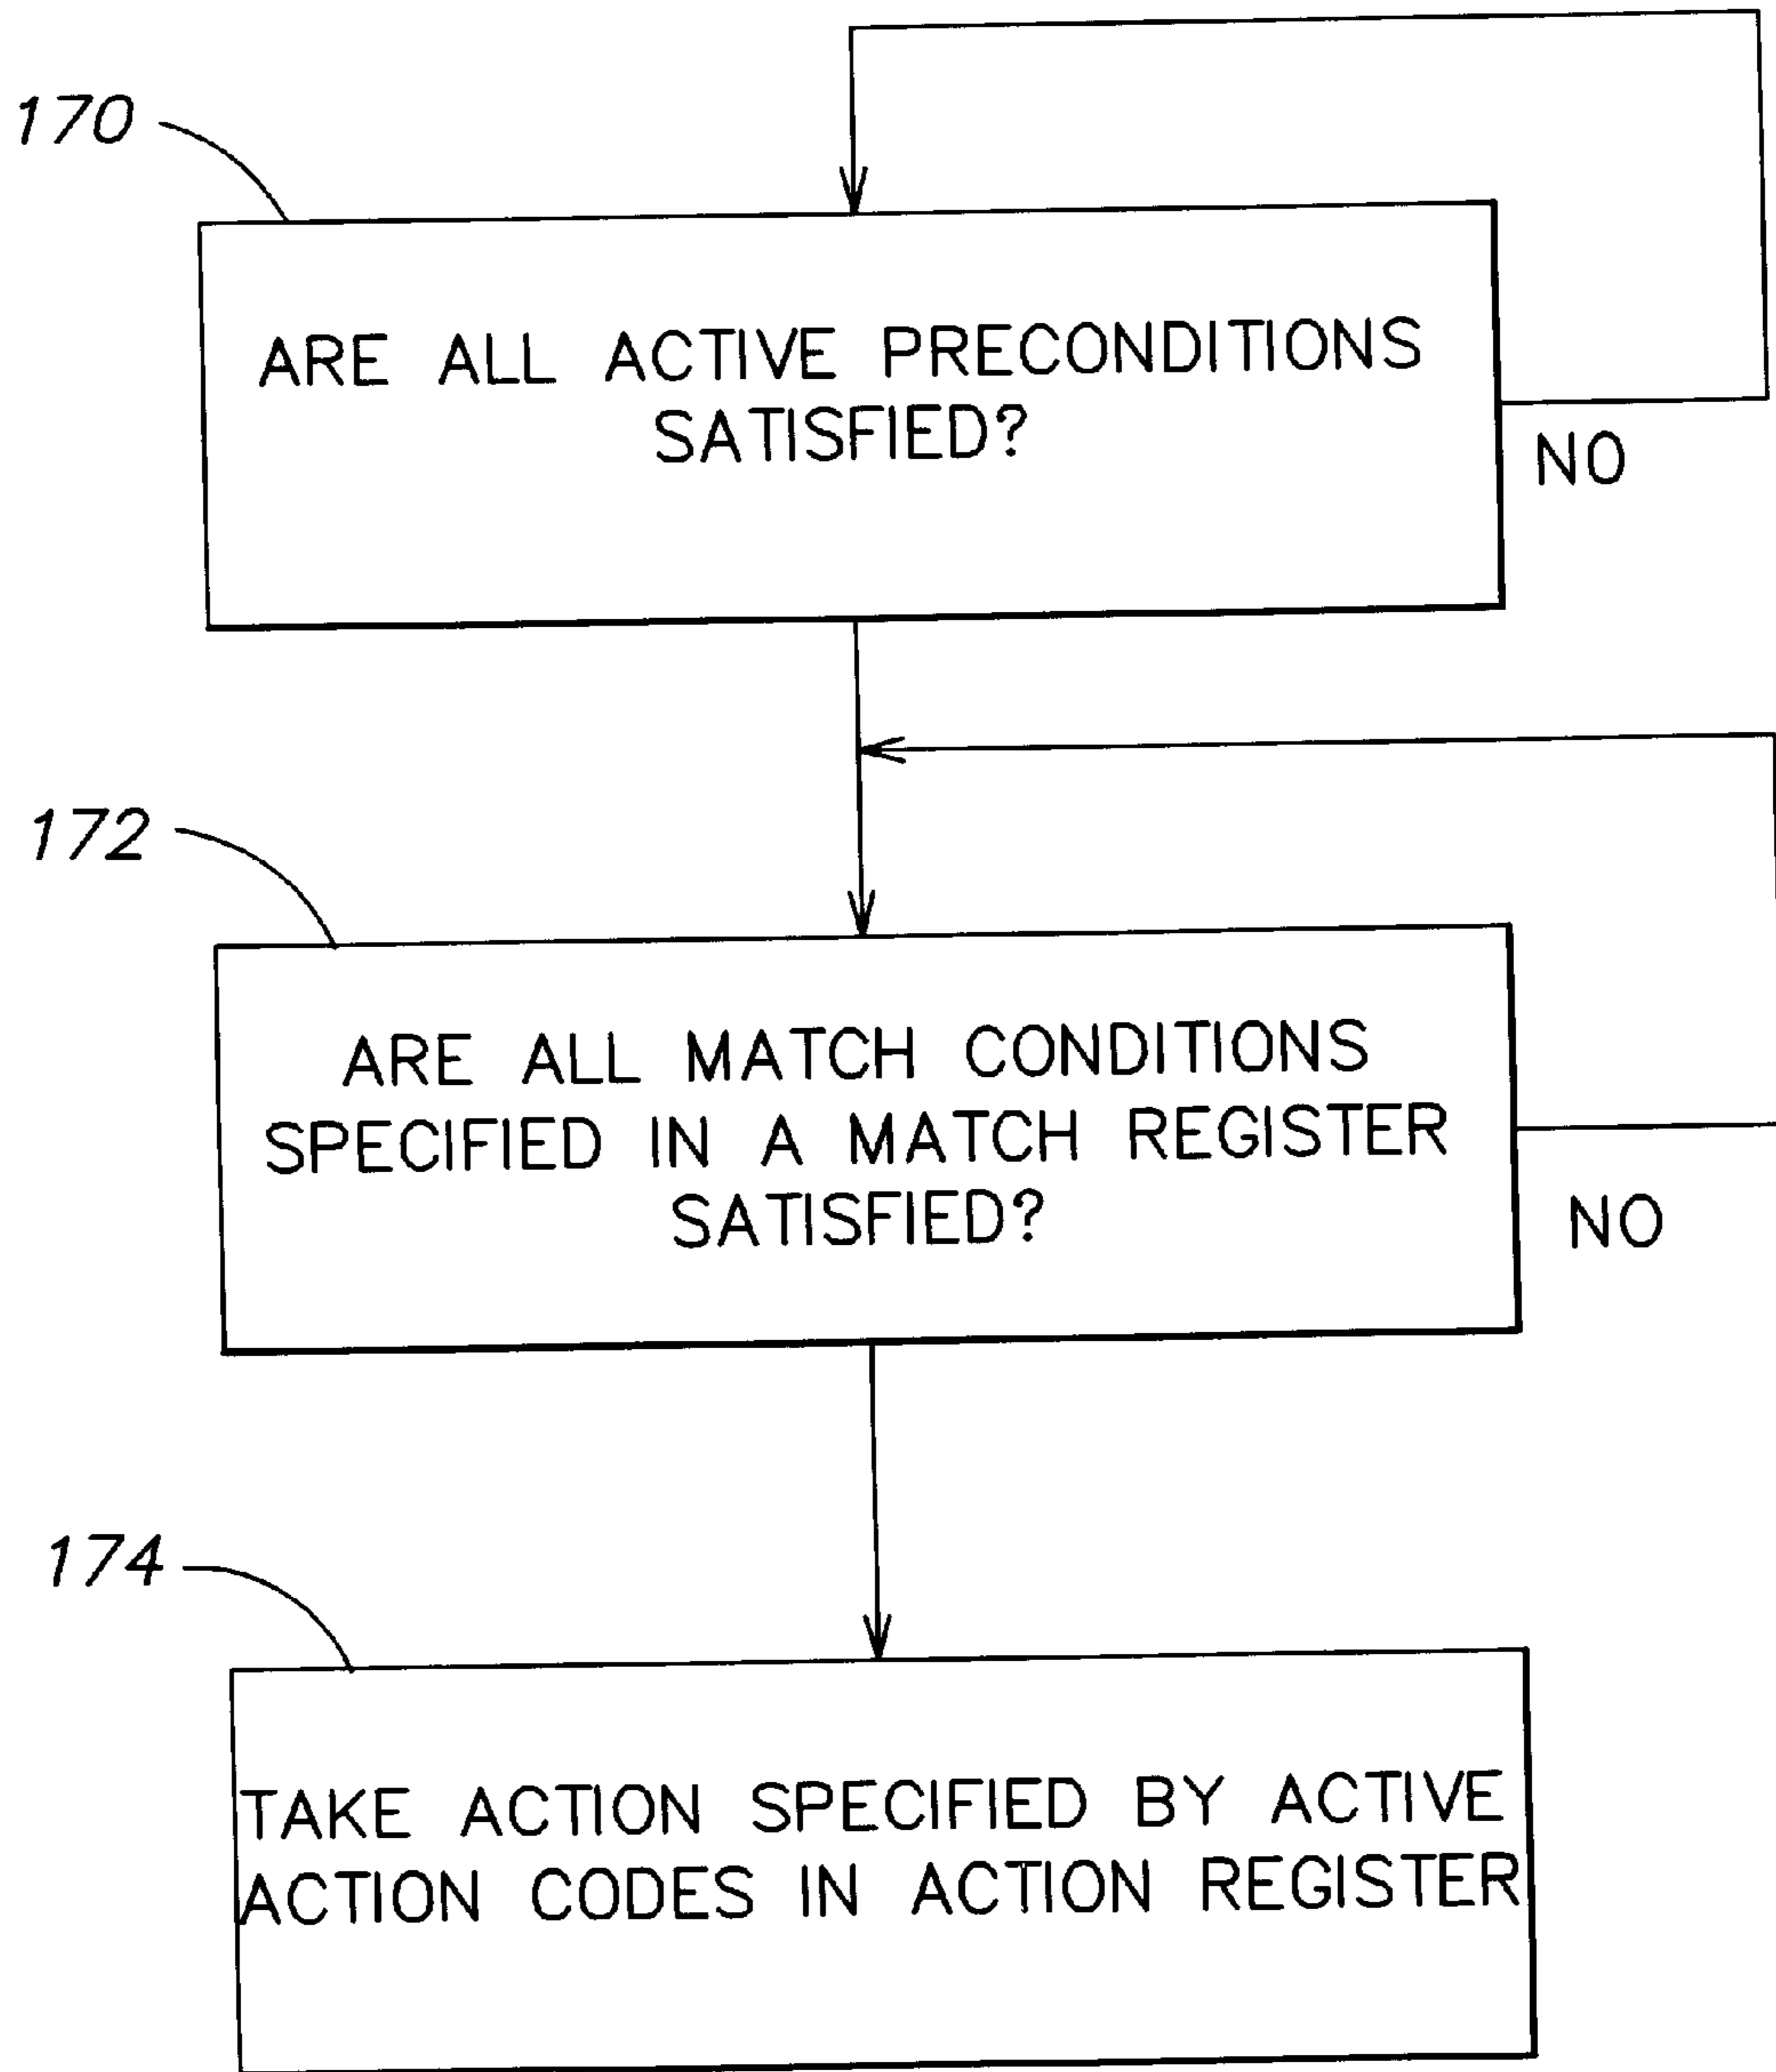 170
ARE ALL ACTIVE PRECONDITIONS
SATISFIED?
NO
172
ARE ALL MATCH CONDITIONS
SPECIFIED IN A MATCH REGISTER
SATISFIED?
NO
174
TAKE ACTION SPECIFIED BY ACTIVE
ACTION CODES IN ACTION REGISTER